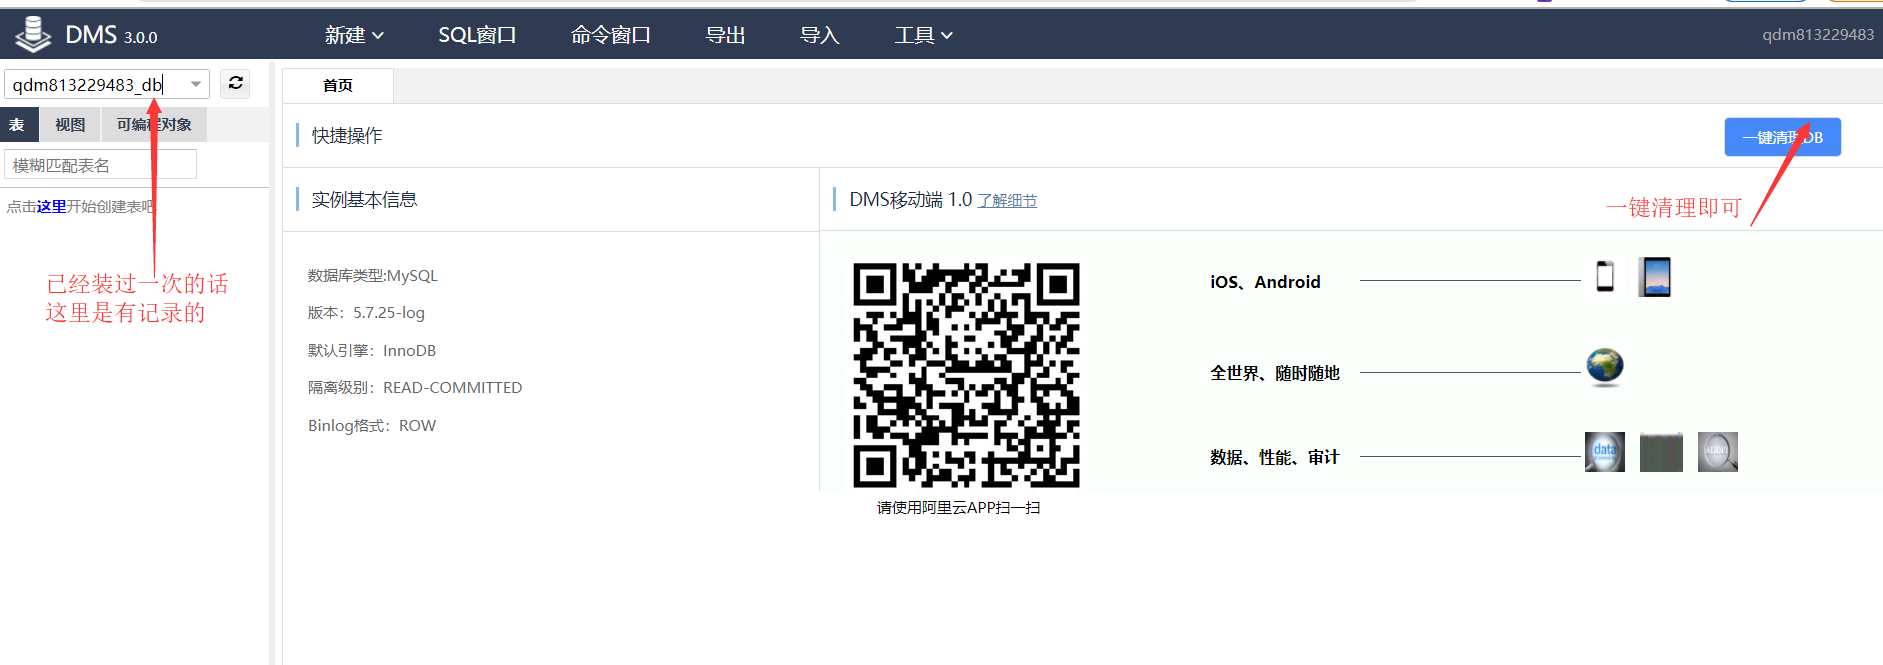 DMS 3.0.0
新建
SQL窗口
命令窗口
导出
导入
工具
qdm813229483
qdm813229483_db
表
视图
可编程对象
模糊匹配表名
点击这里开始创建表吧
已经装过一次的话
这里是有记录的
首页
快捷操作
一键清理DB
一键清理即可
实例基本信息
数据库类型:MySQL
版本：5.7.25-log
默认引擎：InnoDB
隔离级别：READ-COMMITTED
Binlog格式：ROW
DMS移动端 1.0 了解细节
请使用阿里云APP扫一扫
iOS、Android
全世界、随时随地
数据、性能、审计
data